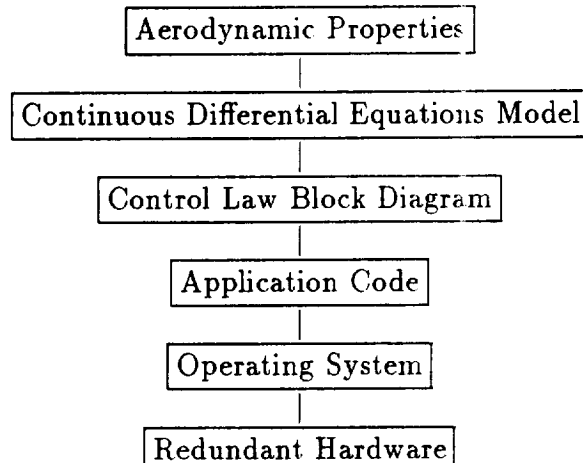 Aerodynamic Properties
Continuous Differential Equations Model
Control Law Block Diagram
Application Code
Operating System
Redundant Hardware